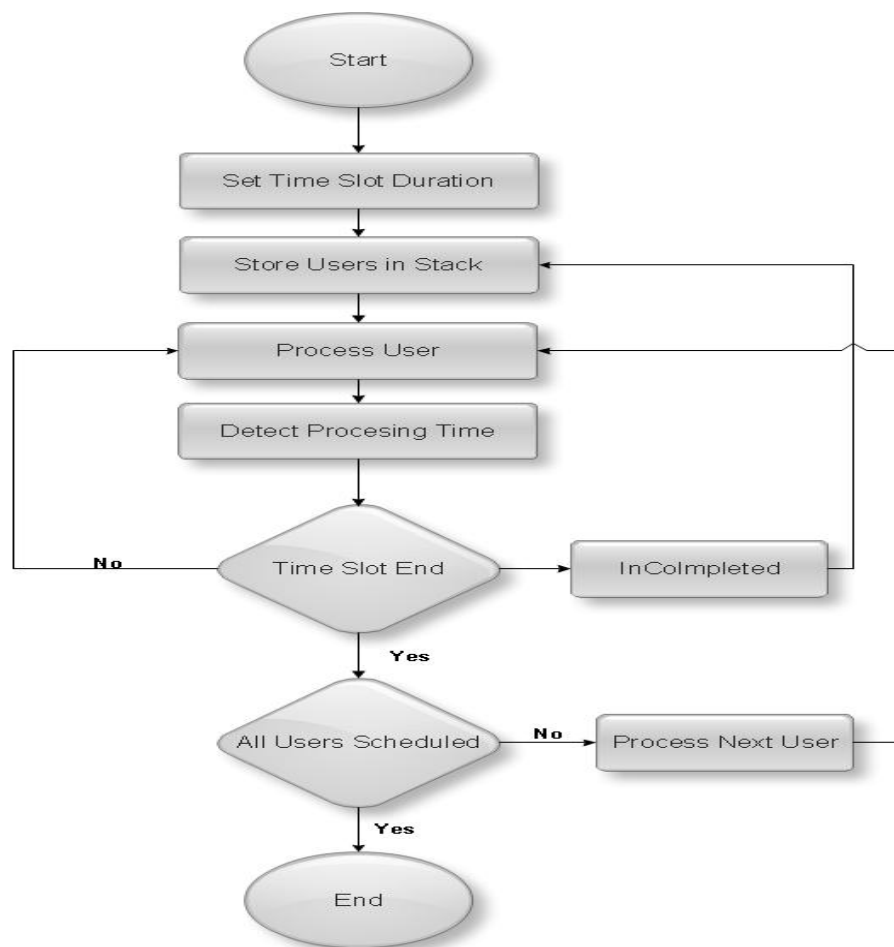 Start
Set Time Slot Duration
Store Users in Stack
Process User
Detect Procesing Time
No
Time Slot End
InColmpleted
Yes
All Users Scheduled
No
Process Next User
Yes
End